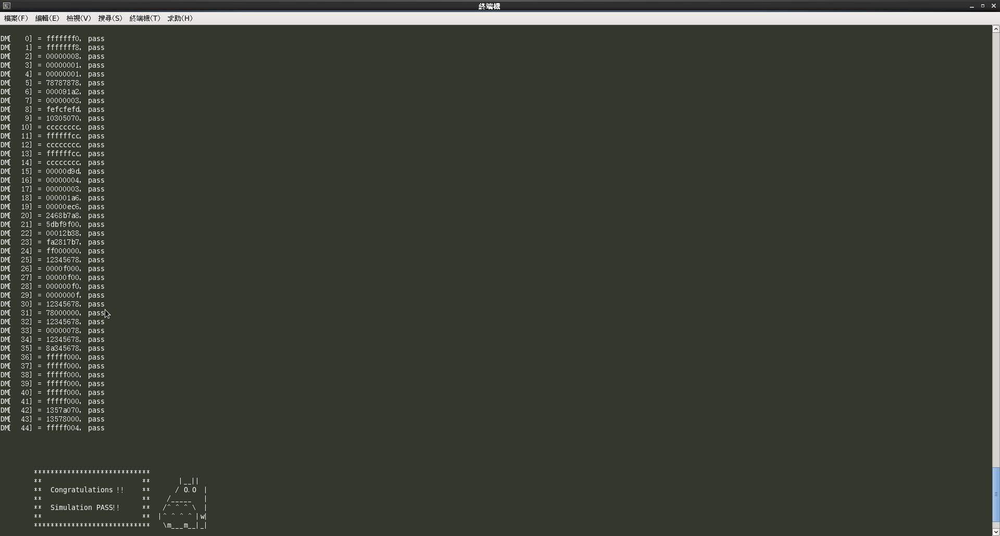 終端機
檔案(F) 編輯(E) 檢視(V) 搜尋(S) 終端機(T) 求助(H)
DM[   0] = fffffff0, pass
DM[   1] = fffffff8, pass
DM[   2] = 00000008, pass
DM[   3] = 00000001, pass
DM[   4] = 00000001, pass
DM[   5] = 78787878, pass
DM[   6] = 000091a2, pass
DM[   7] = 00000003, pass
DM[   8] = fefcfefd, pass
DM[   9] = 10305070, pass
DM[  10] = cccccccc, pass
DM[  11] = ffffffcc, pass
DM[  12] = cccccccc, pass
DM[  13] = ffffffcc, pass
DM[  14] = cccccccc, pass
DM[  15] = 00000d9d, pass
DM[  16] = 00000004, pass
DM[  17] = 00000003, pass
DM[  18] = 000001a6, pass
DM[  19] = 00000ec6, pass
DM[  20] = 2468b7a8, pass
DM[  21] = 5dbf9f00, pass
DM[  22] = 00012b38, pass
DM[  23] = fa2817b7, pass
DM[  24] = ff000000, pass
DM[  25] = 12345678, pass
DM[  26] = 0000f000, pass
DM[  27] = 00000f00, pass
DM[  28] = 000000f0, pass
DM[  29] = 0000000f, pass
DM[  30] = 12345678, pass
DM[  31] = 78000000, pass
DM[  32] = 12345678, pass
DM[  33] = 00000078, pass
DM[  34] = 12345678, pass
DM[  35] = 8a345678, pass
DM[  36] = fffff000, pass
DM[  37] = fffff000, pass
DM[  38] = fffff000, pass
DM[  39] = fffff000, pass
DM[  40] = fffff000, pass
DM[  41] = fffff000, pass
DM[  42] = 1357a070, pass
DM[  43] = 13578000, pass
DM[  44] = fffff004, pass
****************************
**                        **       |__||
**  Congratulations !!    **      / O.O  |
**                        **    /_____   |
**  Simulation PASS!!     **   /^ ^ ^ \  |
**                        **  |^ ^ ^ ^ |w|
****************************   \m___m__|_|